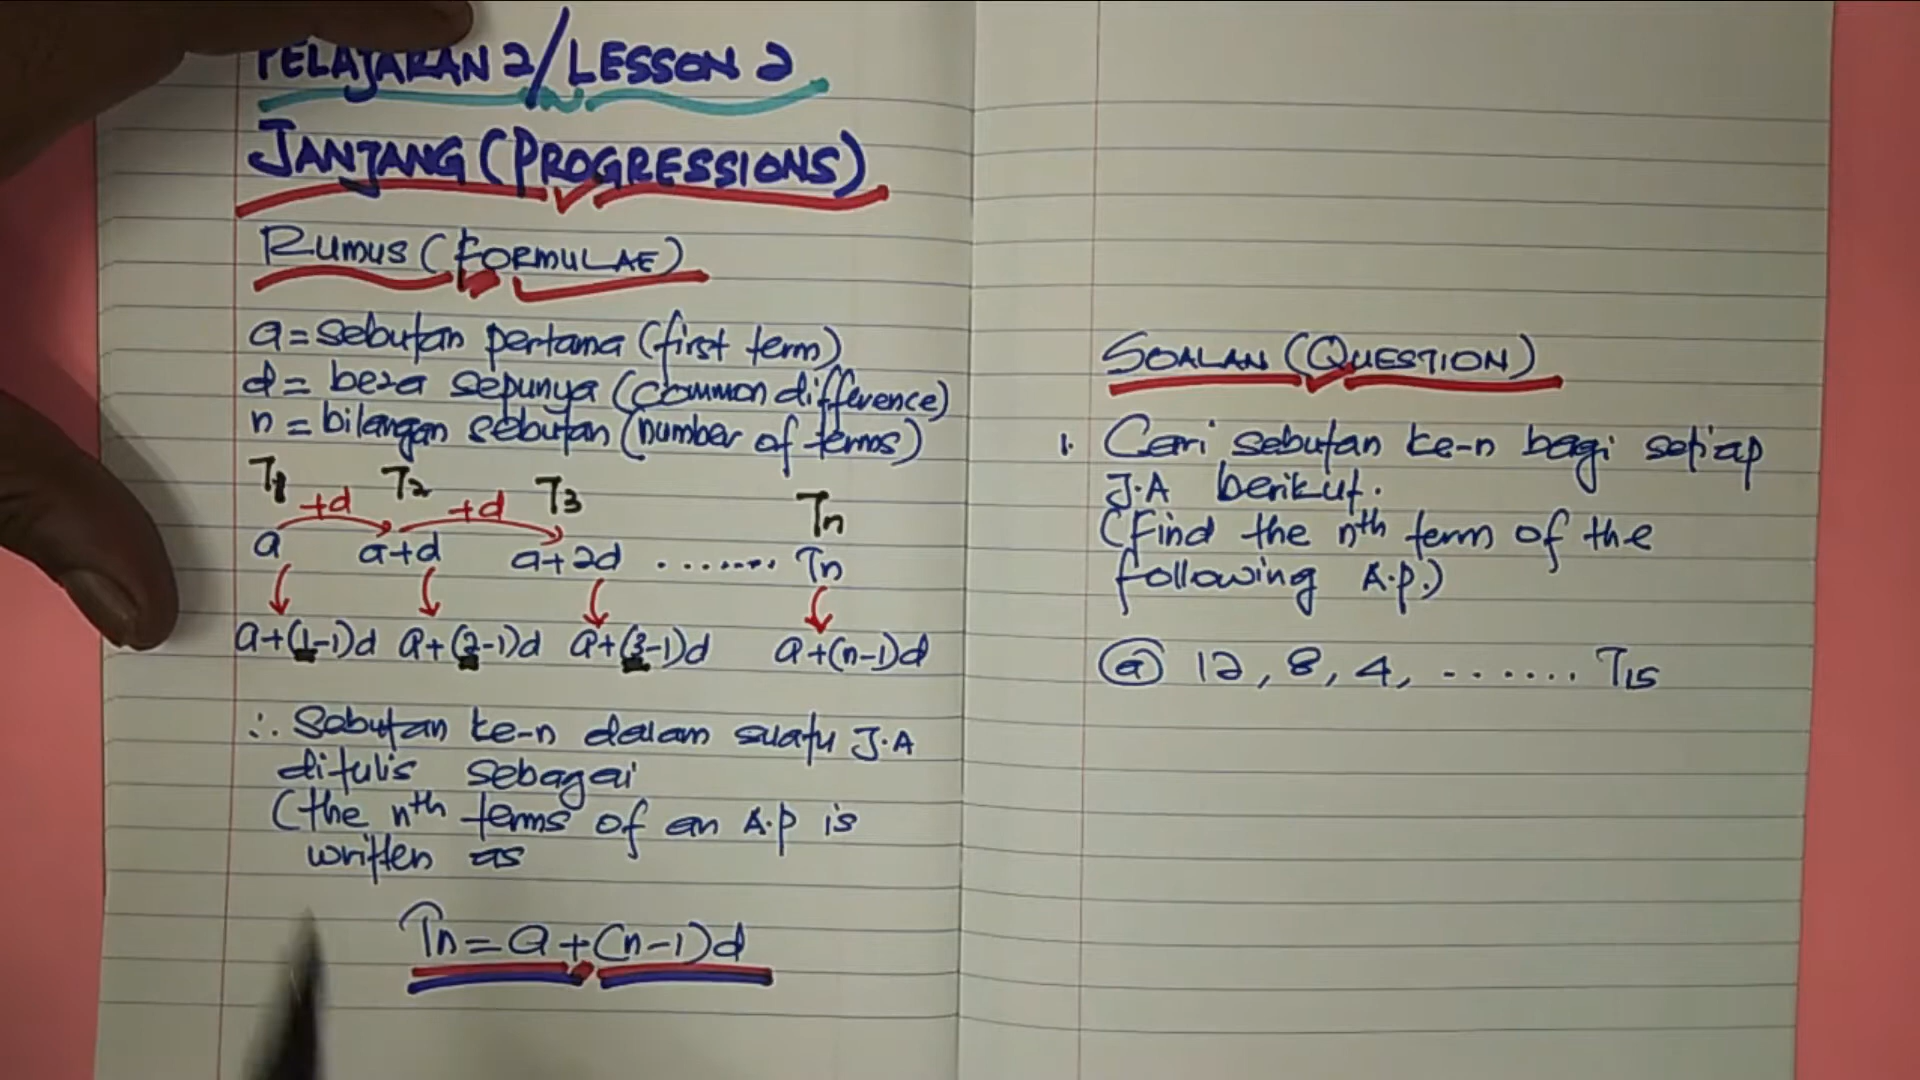 PELAJARAN 2/LESSON 2
JANJANG (PROGRESSIONS)
RUMUS (FORMULAE)
a = sebutan pertama (first term)
d = beza sepunya (common difference)
n = bilangan sebutan (number of terms)
T1 +d T2 +d T3 Tn
a a+d a+2d ........ Tn
a+(1-1)d a+(2-1)d a+(3-1)d a+(n-1)d
∴ Sebutan ke-n dalam suatu J.A
ditulis sebagai
(the nth terms of an A.P is
written as
Tn = a + (n-1)d
SOALAN (QUESTION)
1. Cari sebutan ke-n bagi setiap
J.A berikut.
(Find the nth term of the
following A.P.)
(a) 12, 8, 4, ....... T15